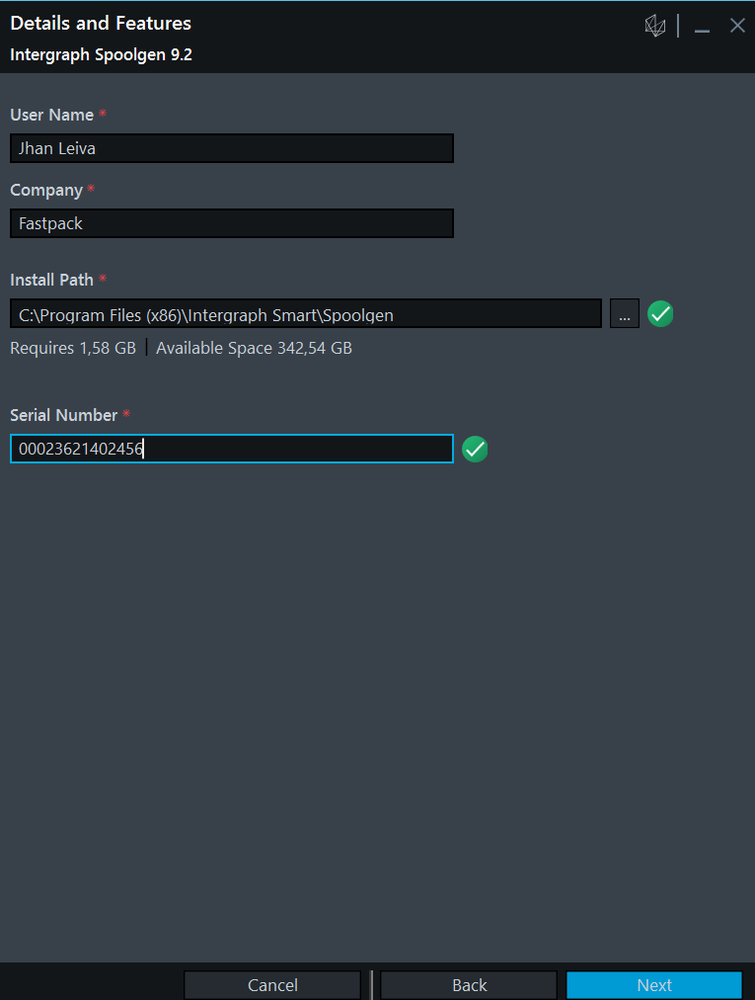 Details and Features
Intergraph Spoolgen 9.2
User Name *
Jhan Leiva
Company *
Fastpack
Install Path *
C:\Program Files (x86)\Intergraph Smart\Spoolgen
...
Requires 1,58 GB | Available Space 342,54 GB
Serial Number *
00023621402456
Cancel Back Next